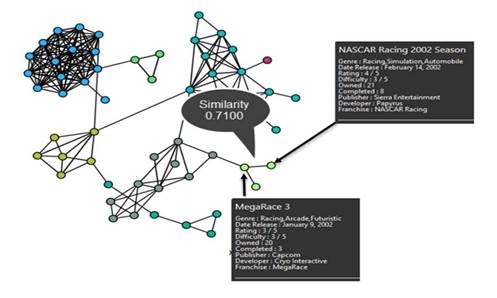 NASCAR Racing 2002 Season
Genre : Racing,Simulation,Automobile
Date Release : February 14, 2002
Rating : 4 / 5
Difficulty : 3 / 5
Owned : 21
Completed : 8
Publisher : Sierra Entertainment
Developer : Papyrus
Franchise : NASCAR Racing
Similarity
0.7100
MegaRace 3
Genre : Racing,Arcade,Futuristic
Date Release : January 9, 2002
Rating : 3 / 5
Difficulty : 3 / 5
Owned : 20
Completed : 3
Publisher : Capcom
Developer : Cryo Interactive
Franchise : MegaRace